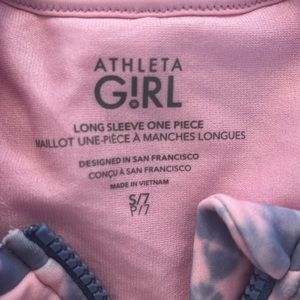 ATHLETA
G!RL
LONG SLEEVE ONE PIECE
MAILLOT UNE-PIÈCE À MANCHES LONGUES
DESIGNED IN SAN FRANCISCO
CONÇU À SAN FRANCISCO
MADE IN VIETNAM
S/7
P/7